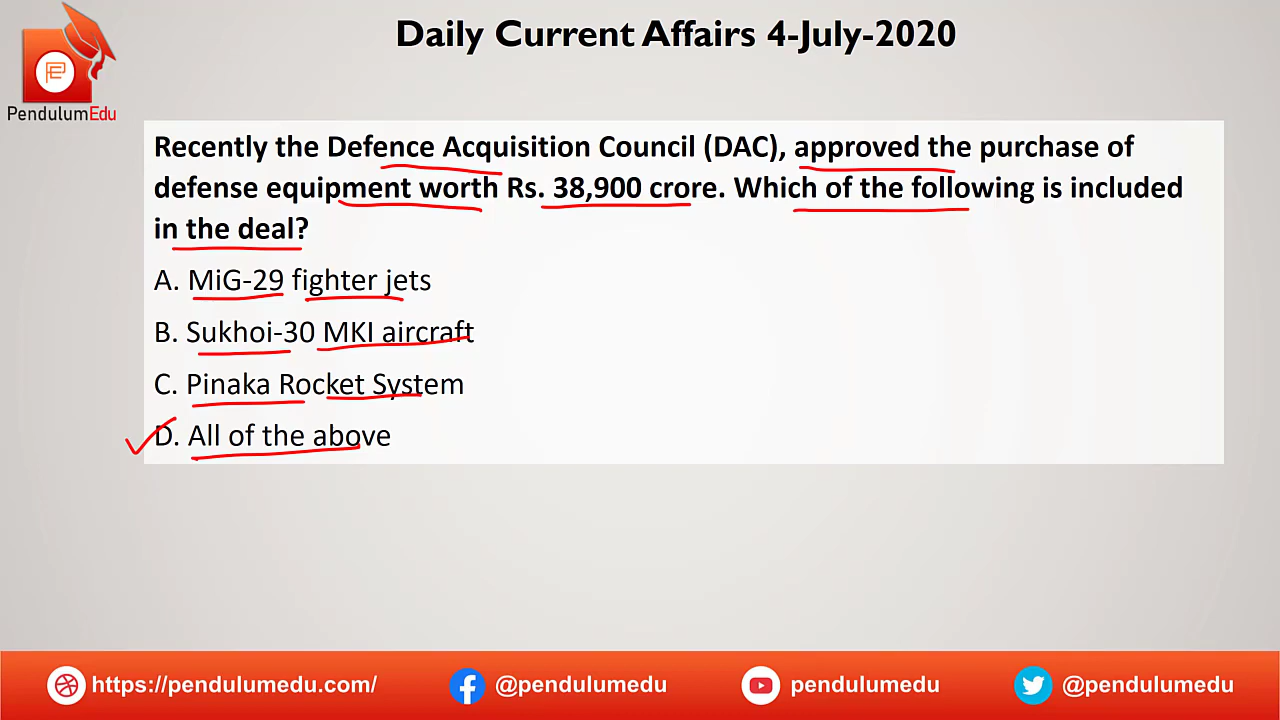 Daily Current Affairs 4-July-2020
PendulumEdu
Recently the Defence Acquisition Council (DAC), approved the purchase of
defense equipment worth Rs. 38,900 crore. Which of the following is included
in the deal?
A. MiG-29 fighter jets
B. Sukhoi-30 MKI aircraft
C. Pinaka Rocket System
D. All of the above
https://pendulumedu.com/ @pendulumedu pendulumedu @pendulumedu